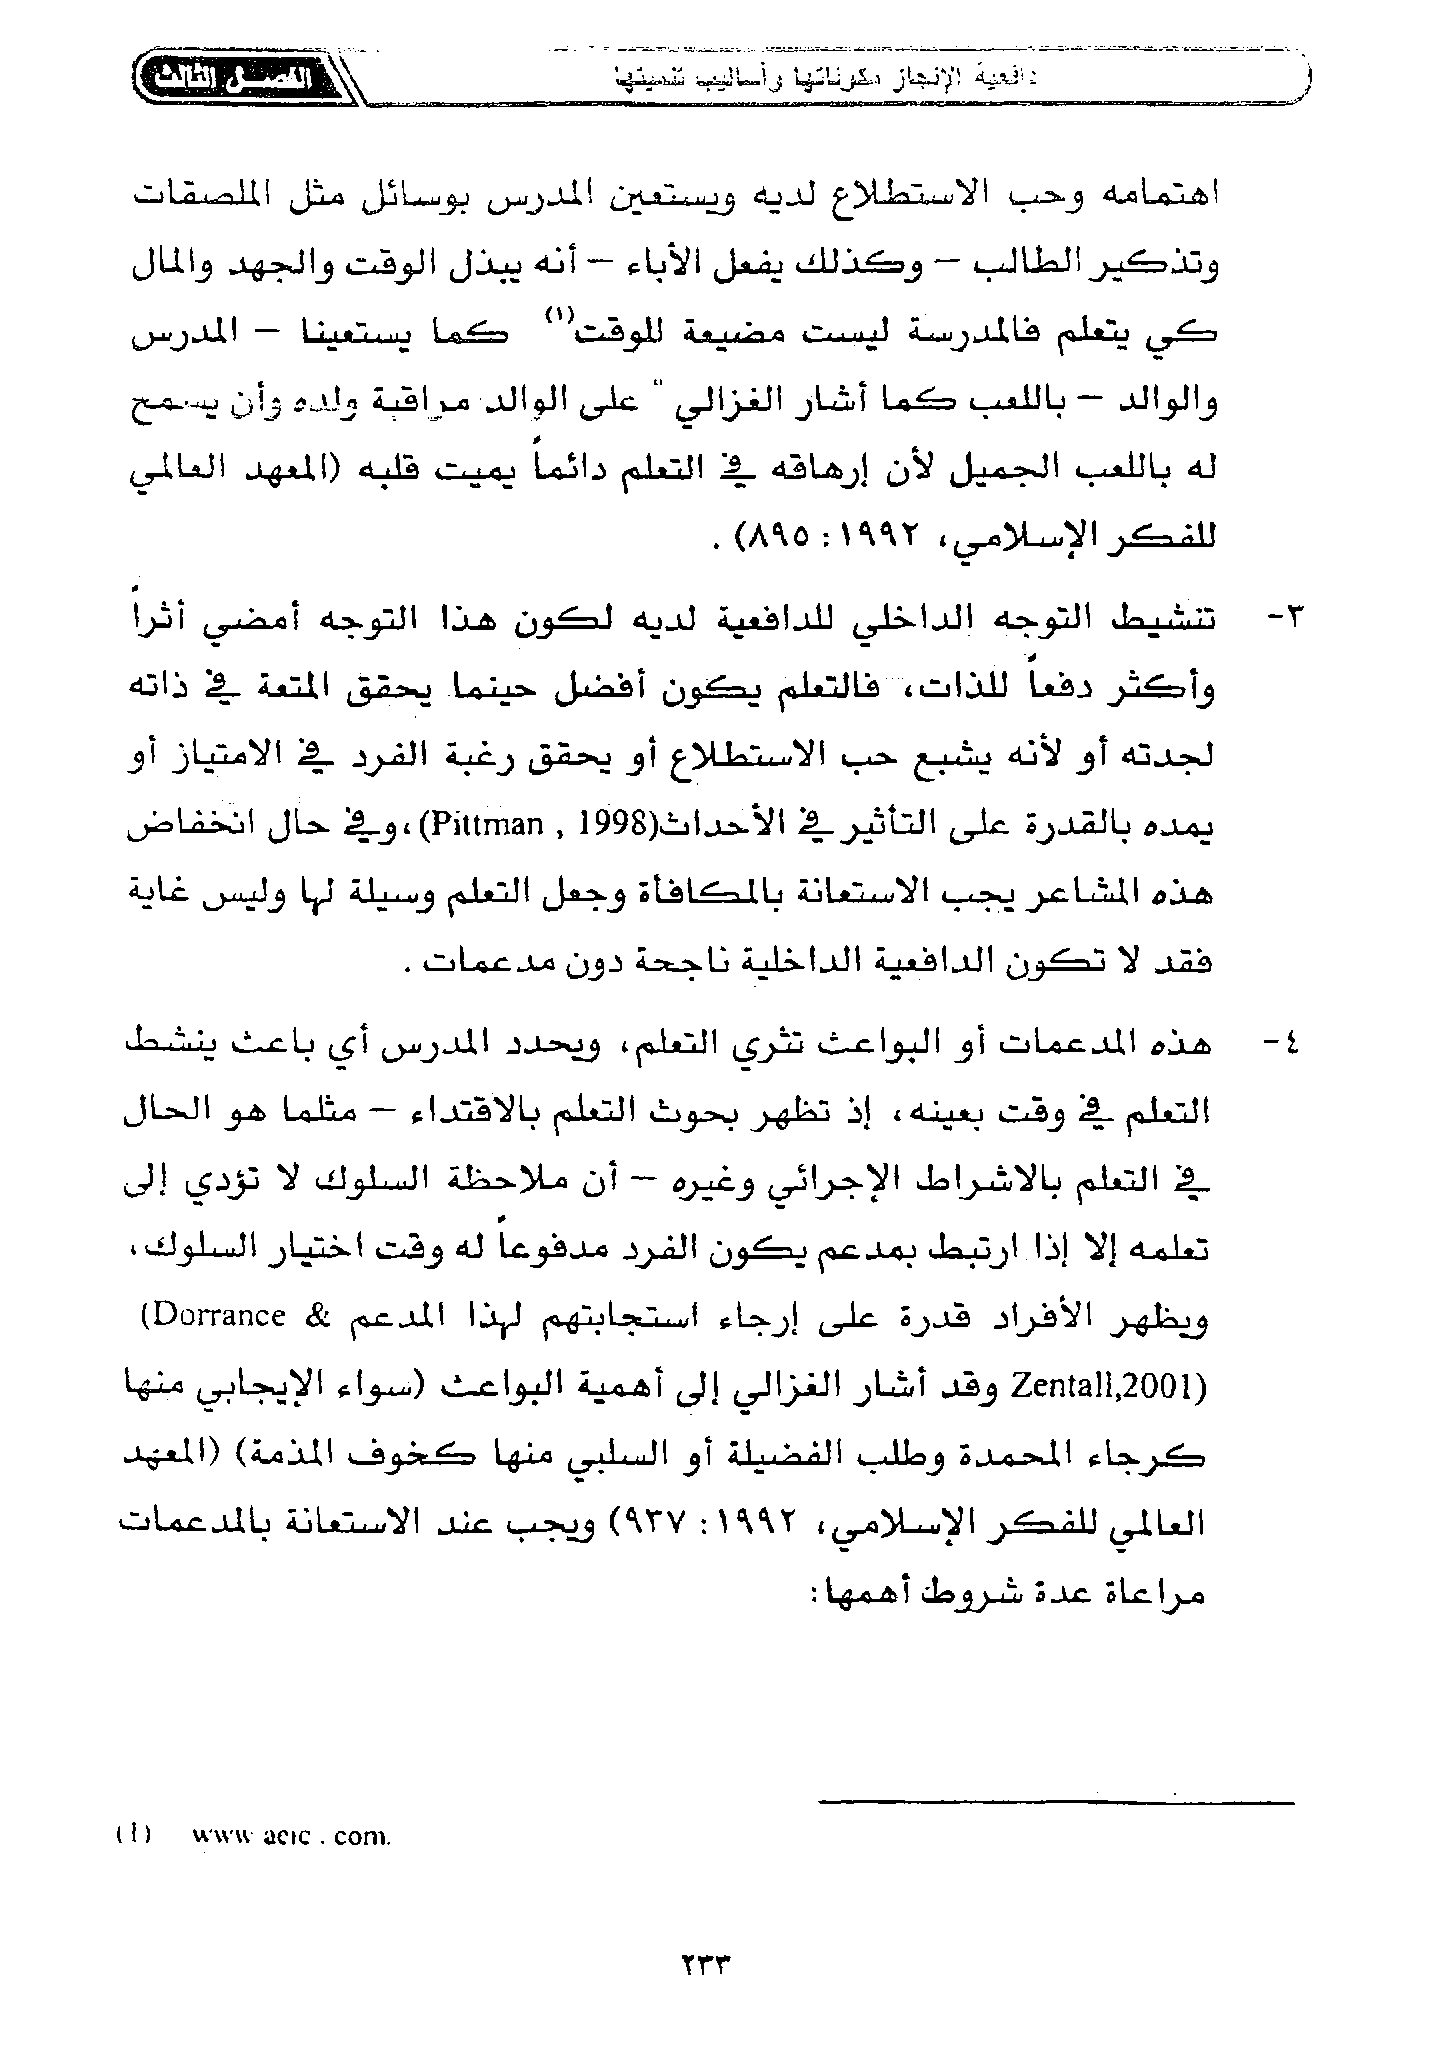 دافعية الإنجاز مكوناتها وأساليب تنميتها
الفصل الثالث
اهتمامه وحب الاستطلاع لديه ويستعين المدرس بوسائل مثل الملصقات
وتذكير الطالب – وكذلك يفعل الأباء – أنه يبذل الوقت والجهد والمال
كي يتعلم فالمدرسة ليست مضيعة للوقت(١) كما يستعينا – المدرس
والوالد – باللعب كما أشار الغزالي " على الوالد مراقبة ولده وأن يسمح
له باللعب الجميل لأن إرهاقه في التعلم دائماً يميت قلبه (المعهد العالمي
للفكر الإسلامي، ١٩٩٢: ٨٩٥) .
٣- تنشيط التوجه الداخلي للدافعية لديه لكون هذا التوجه أمضي أثراً
وأكثر دفعاً للذات، فالتعلم يكون أفضل حينما يحقق المتعة في ذاته
لجدته أو لأنه يشبع حب الاستطلاع أو يحقق رغبة الفرد في الامتياز أو
يمده بالقدرة على التأثير في الأحداث(Pittman , 1998)،وفي حال انخفاض
هذه المشاعر يجب الاستعانة بالمكافأة وجعل التعلم وسيلة لها وليس غاية
فقد لا تكون الدافعية الداخلية ناجحة دون مدعمات .
٤- هذه المدعمات أو البواعث تثري التعلم، ويحدد المدرس أي باعث ينشط
التعلم في وقت بعينه، إذ تظهر بحوث التعلم بالاقتداء – مثلما هو الحال
في التعلم بالاشراط الإجرائي وغيره – أن ملاحظة السلوك لا تؤدي إلى
تعلمه إلا إذا ارتبط بمدعم يكون الفرد مدفوعاً له وقت اختيار السلوك،
ويظهر الأفراد قدرة على إرجاء استجابتهم لهذا المدعم (Dorrance &
Zentall,2001) وقد أشار الغزالي إلى أهمية البواعث (سواء الإيجابي منها
كرجاء المحمدة وطلب الفضيلة أو السلبي منها كخوف المذمة) (المعهد
العالمي للفكر الإسلامي، ١٩٩٢: ٩٣٧) ويجب عند الاستعانة بالمدعمات
مراعاة عدة شروط أهمها:
(1) www acic . com.
٢٣٣